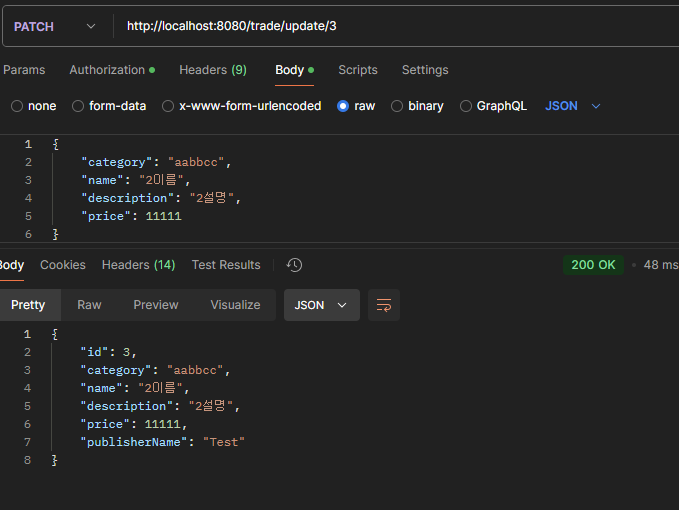 PATCH http://localhost:8080/trade/update/3
Params Authorization Headers (9) Body Scripts Settings
none form-data x-www-form-urlencoded raw binary GraphQL JSON
1 {
2 "category": "aabbcc",
3 "name": "2이름",
4 "description": "2설명",
5 "price": 11111
6 }
Body Cookies Headers (14) Test Results 200 OK 48 ms
Pretty Raw Preview Visualize JSON
1 {
2 "id": 3,
3 "category": "aabbcc",
4 "name": "2이름",
5 "description": "2설명",
6 "price": 11111,
7 "publisherName": "Test"
8 }